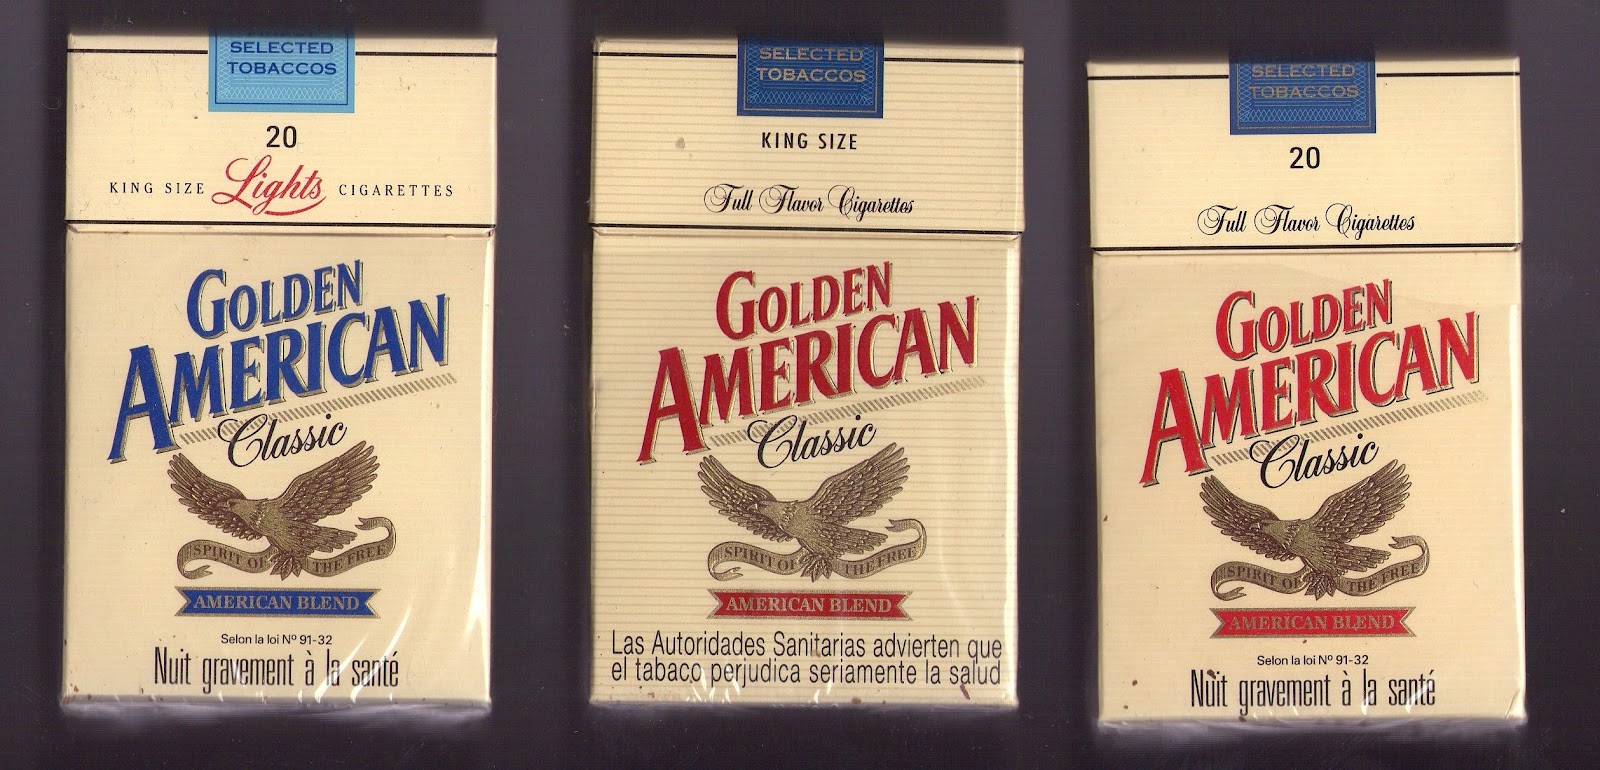 SELECTED
TOBACCOS
20
KING SIZE Lights CIGARETTES
GOLDEN
AMERICAN
Classic
SPIRIT OF THE FREE
AMERICAN BLEND
Selon la loi Nº 91-32
Nuit gravement à la santé
SELECTED
TOBACCOS
KING SIZE
Full Flavor Cigarettes
GOLDEN
AMERICAN
Classic
SPIRIT OF THE FREE
AMERICAN BLEND
Las Autoridades Sanitarias advierten que
el tabaco perjudica seriamente la salud
SELECTED
TOBACCOS
20
Full Flavor Cigarettes
GOLDEN
AMERICAN
Classic
SPIRIT OF THE FREE
AMERICAN BLEND
Selon la loi Nº 91-32
Nuit gravement à la santé